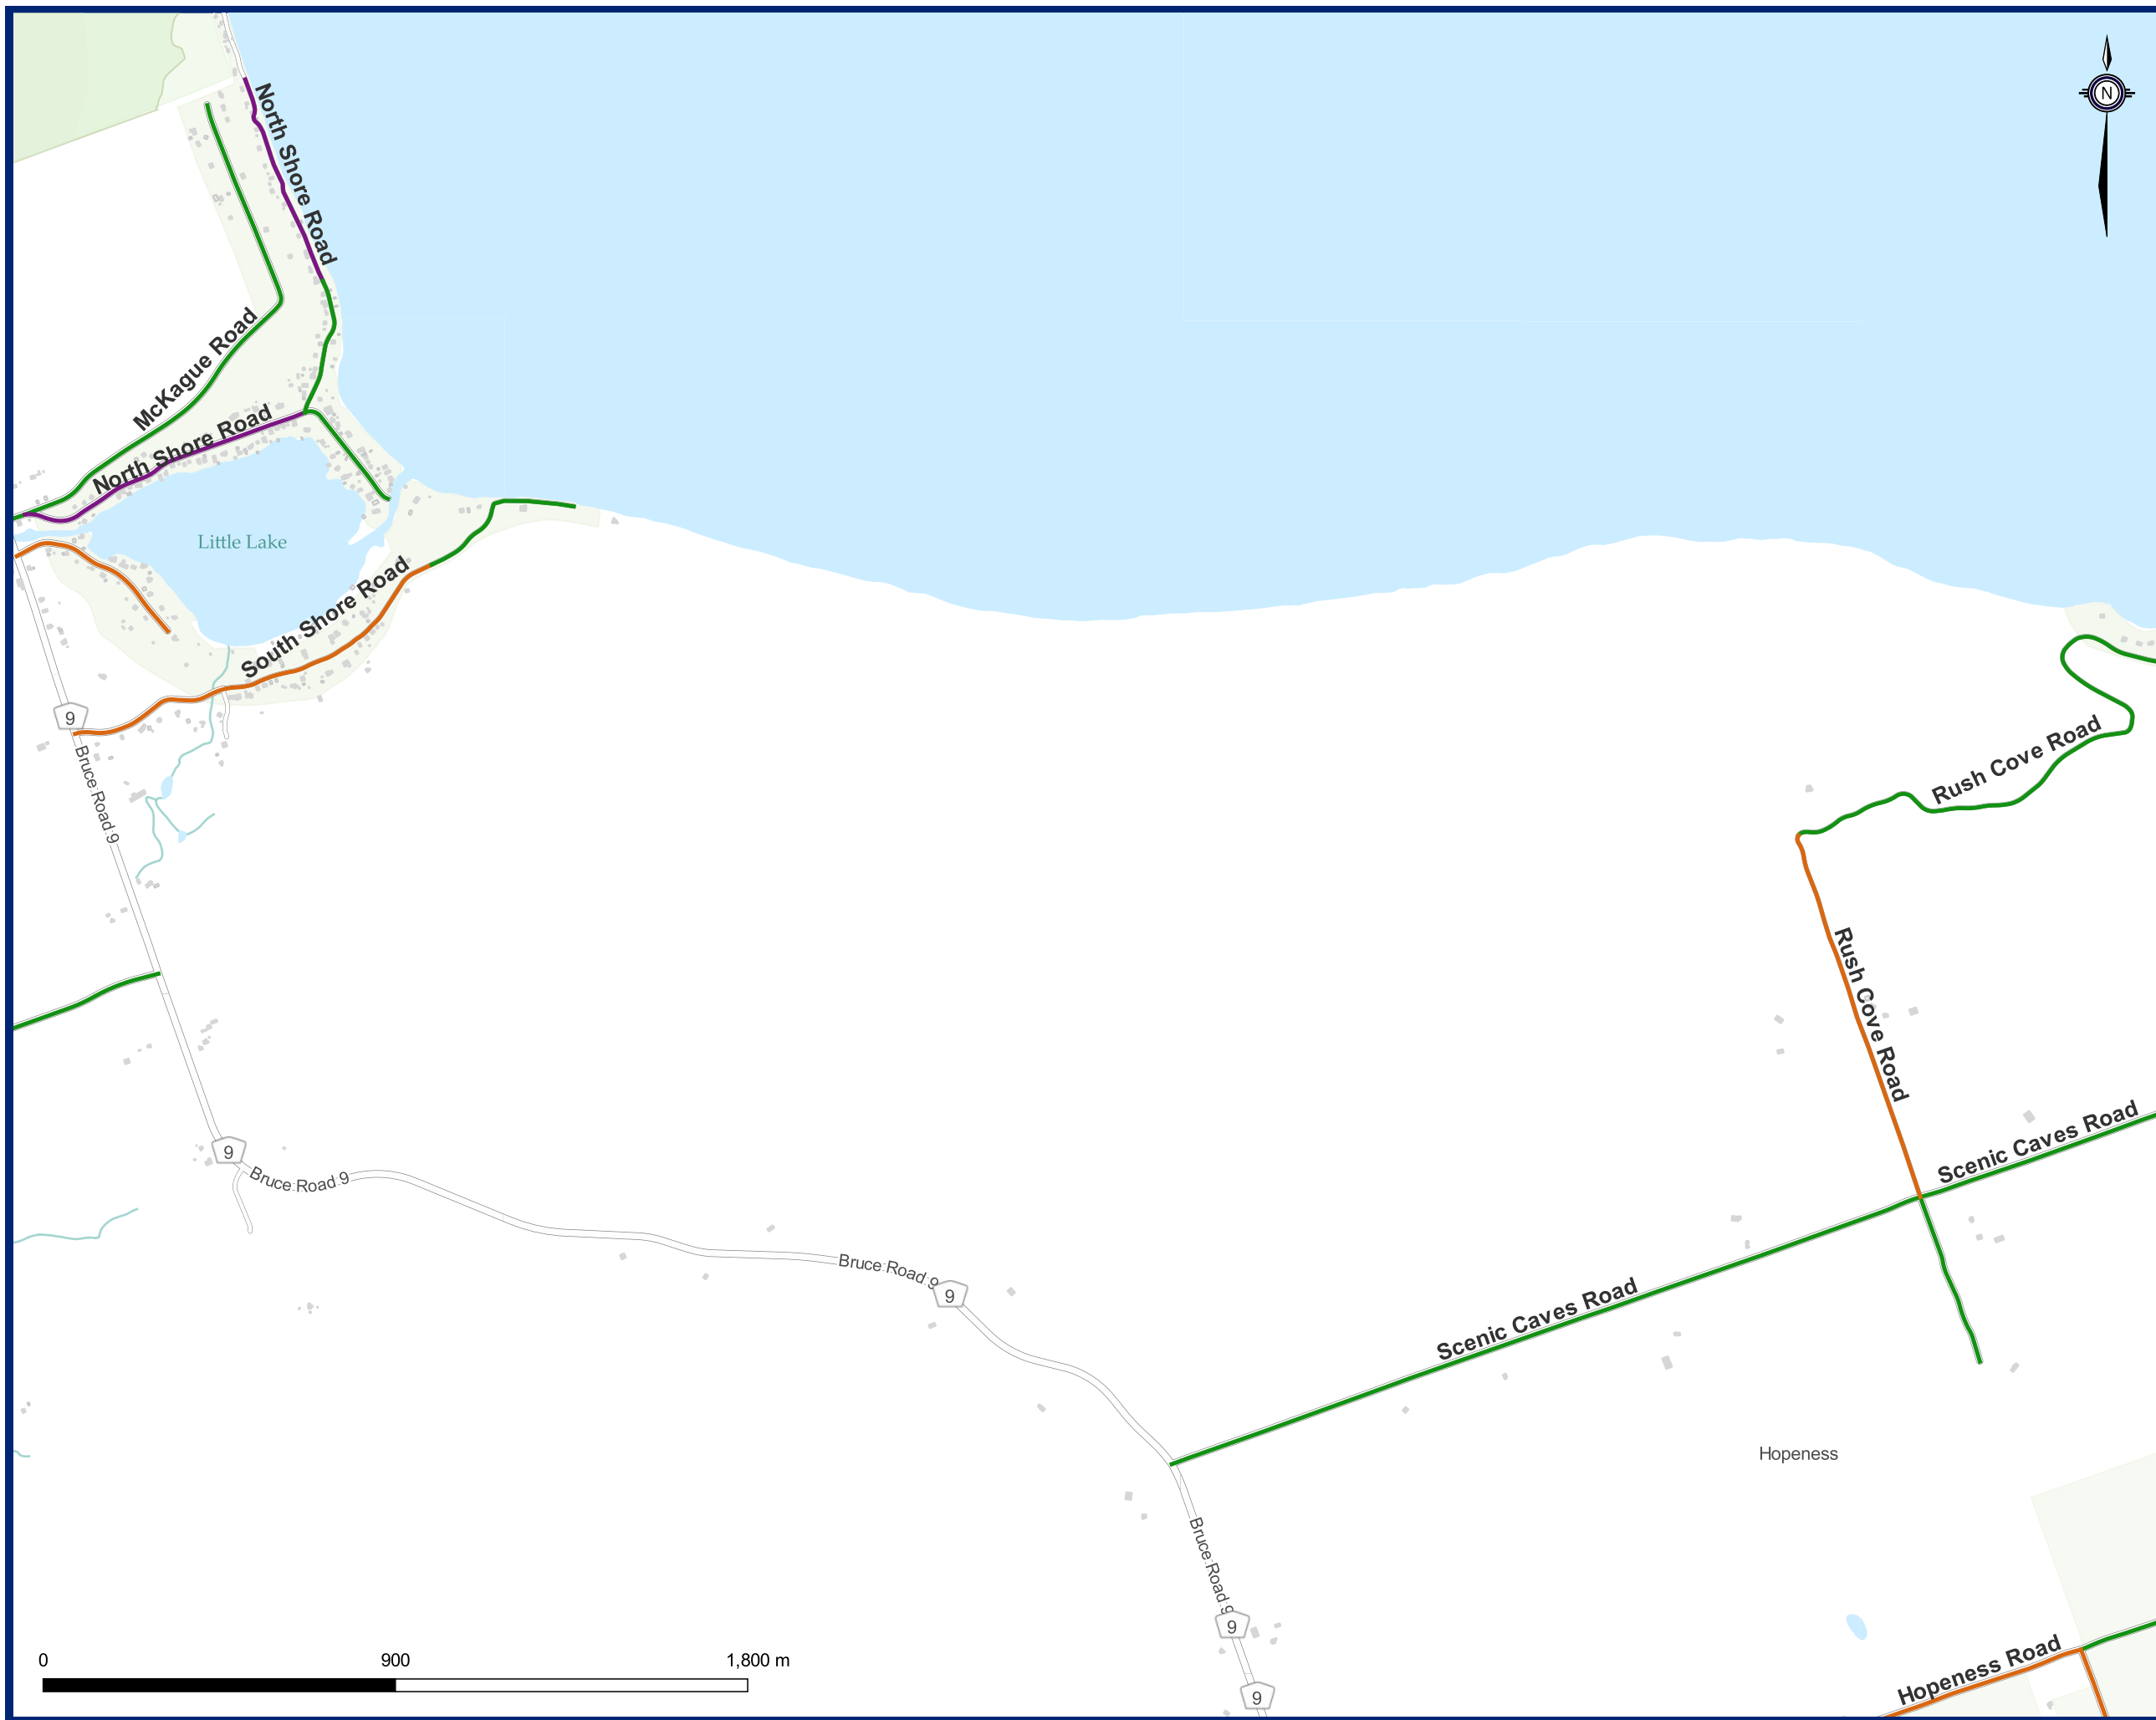 N
North Shore Road
McKague Road
North Shore Road
Little Lake
South Shore Road
9
Bruce Road 9
Rush Cove Road
Rush Cove Road
Scenic Caves Road
9
Bruce Road 9
Bruce Road 9
9
Scenic Caves Road
Hopeness
Bruce Road 9
9
Hopeness Road
9
0 900 1,800 m